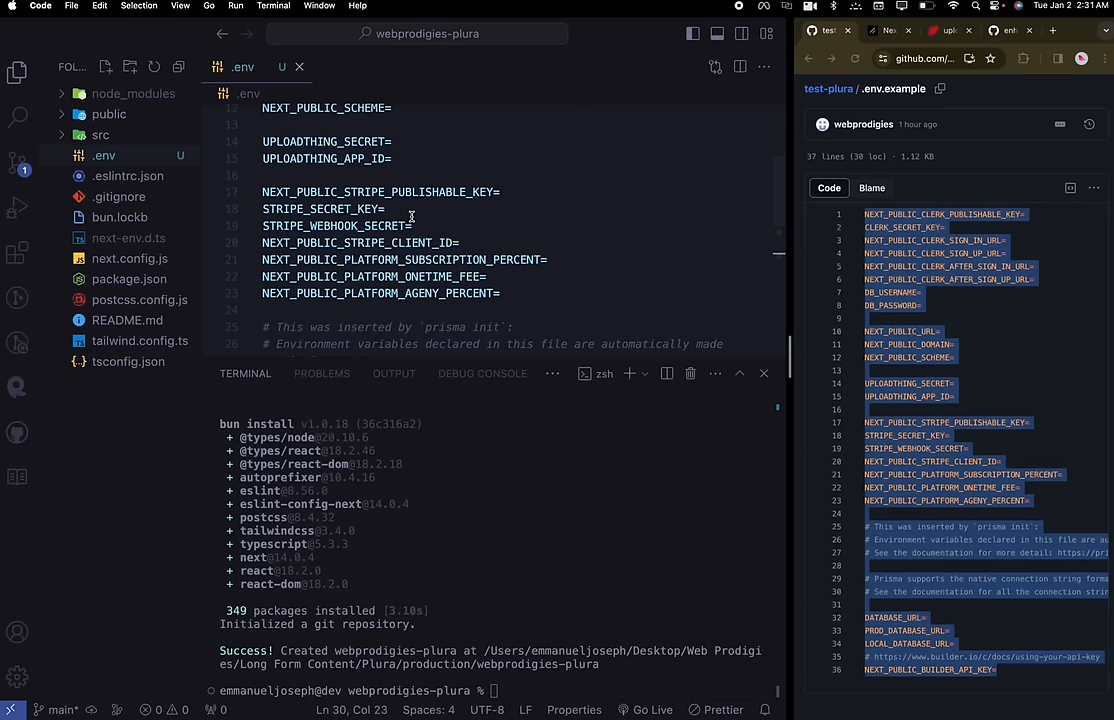 Code File Edit Selection View Go Run Terminal Window Help Tue Jan 2 2:31 AM
webprodigies-plura
FOL...
.env U
.env
node_modules
public
src
.env U
.eslintrc.json
.gitignore
bun.lockb
next-env.d.ts
next.config.js
package.json
postcss.config.js
README.md
tailwind.config.ts
tsconfig.json
1
12 NEXT_PUBLIC_SCHEME=
13
14 UPLOADTHING_SECRET=
15 UPLOADTHING_APP_ID=
16
17 NEXT_PUBLIC_STRIPE_PUBLISHABLE_KEY=
18 STRIPE_SECRET_KEY=
19 STRIPE_WEBHOOK_SECRET=
20 NEXT_PUBLIC_STRIPE_CLIENT_ID=
21 NEXT_PUBLIC_PLATFORM_SUBSCRIPTION_PERCENT=
22 NEXT_PUBLIC_PLATFORM_ONETIME_FEE=
23 NEXT_PUBLIC_PLATFORM_AGENY_PERCENT=
24
25 # This was inserted by `prisma init`:
26 # Environment variables declared in this file are automatically made
TERMINAL PROBLEMS OUTPUT DEBUG CONSOLE ... zsh
bun install v1.0.18 (36c316a2)
+ @types/node@20.10.6
+ @types/react@18.2.46
+ @types/react-dom@18.2.18
+ autoprefixer@10.4.16
+ eslint@8.56.0
+ eslint-config-next@14.0.4
+ postcss@8.4.32
+ tailwindcss@3.4.0
+ typescript@5.3.3
+ next@14.0.4
+ react@18.2.0
+ react-dom@18.2.0
349 packages installed [3.10s]
Initialized a git repository.
Success! Created webprodigies-plura at /Users/emmanueljoseph/Desktop/Web Prodigi
es/Long Form Content/Plura/production/webprodigies-plura
emmanueljoseph@dev webprodigies-plura %
main* 0 0 0 Ln 30, Col 23 Spaces: 4 UTF-8 LF Properties Go Live Prettier
test Nex uplo enh
github.com/...
test-plura / .env.example
webprodigies 1 hour ago
37 lines (30 loc) · 1.12 KB
Code Blame
1 NEXT_PUBLIC_CLERK_PUBLISHABLE_KEY=
2 CLERK_SECRET_KEY=
3 NEXT_PUBLIC_CLERK_SIGN_IN_URL=
4 NEXT_PUBLIC_CLERK_SIGN_UP_URL=
5 NEXT_PUBLIC_CLERK_AFTER_SIGN_IN_URL=
6 NEXT_PUBLIC_CLERK_AFTER_SIGN_UP_URL=
7 DB_USERNAME=
8 DB_PASSWORD=
9
10 NEXT_PUBLIC_URL=
11 NEXT_PUBLIC_DOMAIN=
12 NEXT_PUBLIC_SCHEME=
13
14 UPLOADTHING_SECRET=
15 UPLOADTHING_APP_ID=
16
17 NEXT_PUBLIC_STRIPE_PUBLISHABLE_KEY=
18 STRIPE_SECRET_KEY=
19 STRIPE_WEBHOOK_SECRET=
20 NEXT_PUBLIC_STRIPE_CLIENT_ID=
21 NEXT_PUBLIC_PLATFORM_SUBSCRIPTION_PERCENT=
22 NEXT_PUBLIC_PLATFORM_ONETIME_FEE=
23 NEXT_PUBLIC_PLATFORM_AGENY_PERCENT=
24
25 # This was inserted by `prisma init`:
26 # Environment variables declared in this file are au
27 # See the documentation for more detail: https://pri
28
29 # Prisma supports the native connection string forma
30 # See the documentation for all the connection strin
31
32 DATABASE_URL=
33 PROD_DATABASE_URL=
34 LOCAL_DATABASE_URL=
35 # https://www.builder.io/c/docs/using-your-api-key
36 NEXT_PUBLIC_BUILDER_API_KEY=